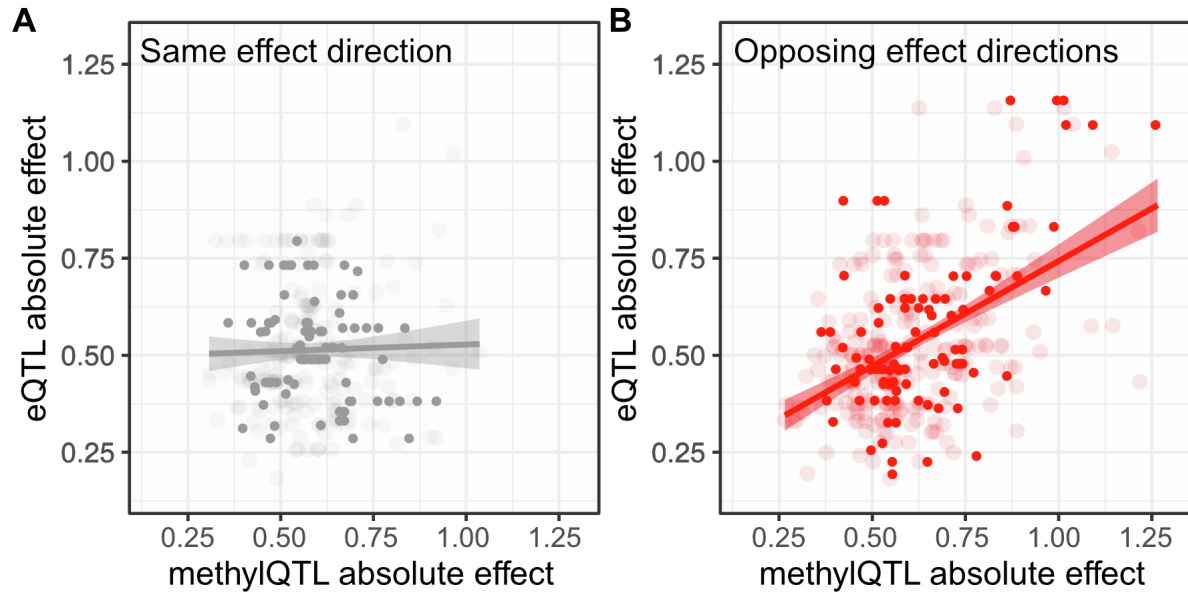 A
Same effect direction
eQTL absolute effect
1.25
1.00
0.75
0.50
0.25
0.25 0.50 0.75 1.00 1.25
methylQTL absolute effect
B
Opposing effect directions
eQTL absolute effect
1.25
1.00
0.75
0.50
0.25
0.25 0.50 0.75 1.00 1.25
methylQTL absolute effect